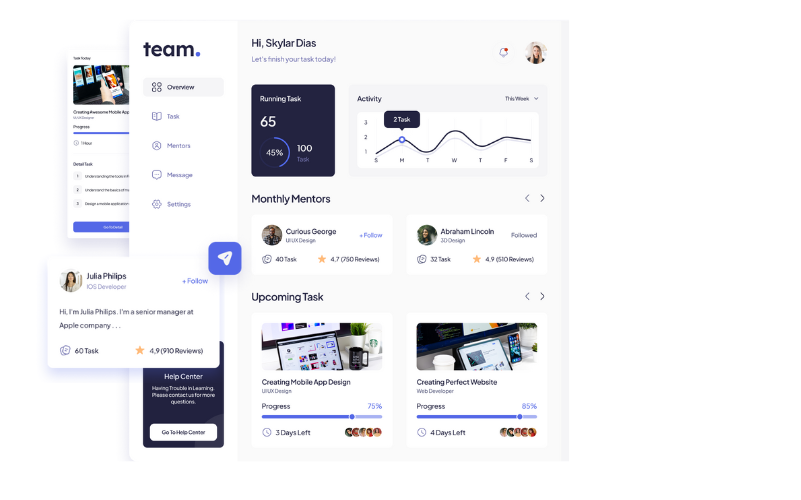 team.
Overview
Task
Mentors
Message
Settings
Hi, Skylar Dias
Let's finish your task today!
Running Task
65
45%
100
Task
Activity
This Week
2 Task
3
2
1
S M T W T F S
Monthly Mentors
Curious George
UI UX Design
+ Follow
40 Task
4.7 (750 Reviews)
Abraham Lincoln
3D Design
Followed
32 Task
4.9 (510 Reviews)
Upcoming Task
Creating Mobile App Design
UI UX Design
Progress
75%
3 Days Left
Creating Perfect Website
Web Developer
Progress
85%
4 Days Left
Task Today
Creating Awesome Mobile App
UI UX Designer
Progress
1 Hour
Detail Task
1 Understanding the tools in Fi
2 Understand the basics of ma
3 Design a mobile application
Go To Detail
Julia Philips
IOS Developer
+ Follow
Hi, I'm Julia Philips. I'm a senior manager at
Apple company . . .
60 Task
4,9 (910 Reviews)
Help Center
Having Trouble in Learning.
Please contact us for more
questions.
Go To Help Center